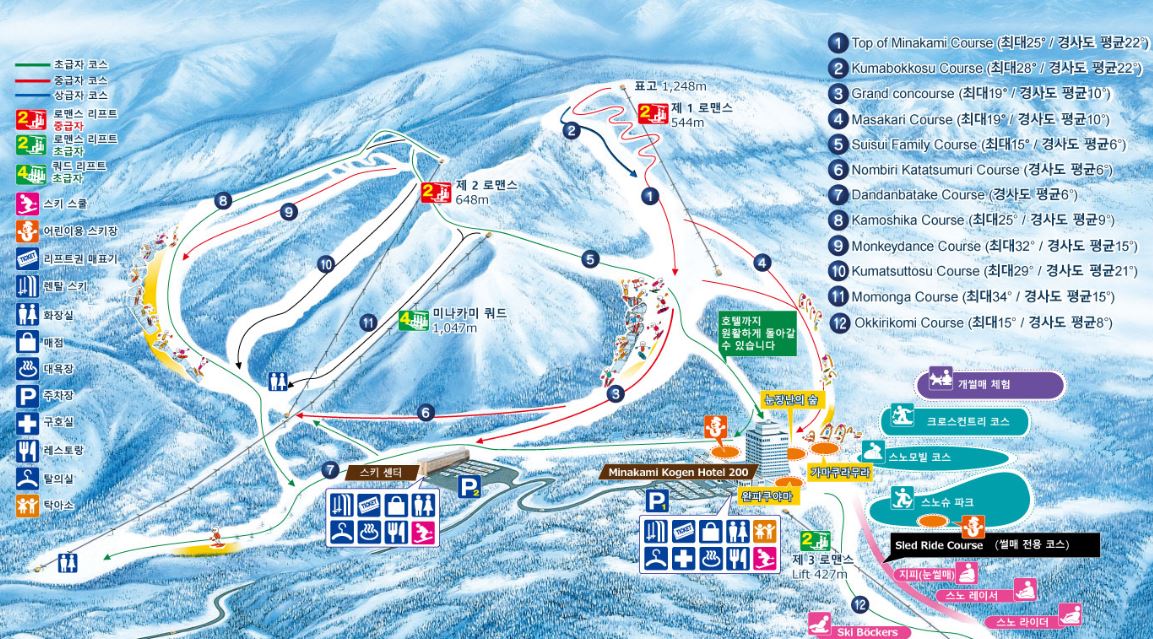 초급자 코스
중급자 코스
상급자 코스
2
로맨스 리프트
중급자
2
로맨스 리프트
초급자
4
쿼드 리프트
초급자
스키 스쿨
어린이용 스키장
TICKET
리프트권 매표기
렌탈 스키
화장실
매점
대욕장
P
주차장
구호실
레스토랑
탈의실
탁아소
표고 1,248m
2
제 1 로맨스
544m
2
1
2
제 2 로맨스
648m
8
9
10
5
4
4
미나카미 쿼드
1,047m
11
호텔까지
원활하게 돌아갈
수 있습니다
3
6
눈장난의 숲
7
스키 센터
P2
TICKET
Minakami Kogen Hotel 200
가마쿠라무라
완파쿠야마
P1
TICKET
2
제 3 로맨스
Lift 427m
12
Ski Böckers
1 Top of Minakami Course (최대25° / 경사도 평균22°)
2 Kumabokkosu Course (최대28° / 경사도 평균22°)
3 Grand concourse (최대19° / 경사도 평균10°)
4 Masakari Course (최대19° / 경사도 평균10°)
5 Suisui Family Course (최대15° / 경사도 평균6°)
6 Nombiri Katatsumuri Course (경사도 평균6°)
7 Dandanbatake Course (경사도 평균6°)
8 Kamoshika Course (최대25° / 경사도 평균9°)
9 Monkeydance Course (최대32° / 경사도 평균15°)
10 Kumatsuttosu Course (최대29° / 경사도 평균21°)
11 Momonga Course (최대34° / 경사도 평균15°)
12 Okkirikomi Course (최대15° / 경사도 평균8°)
개썰매 체험
크로스컨트리 코스
스노모빌 코스
스노슈 파크
Sled Ride Course (썰매 전용 코스)
지피(눈썰매)
스노 레이서
스노 라이더